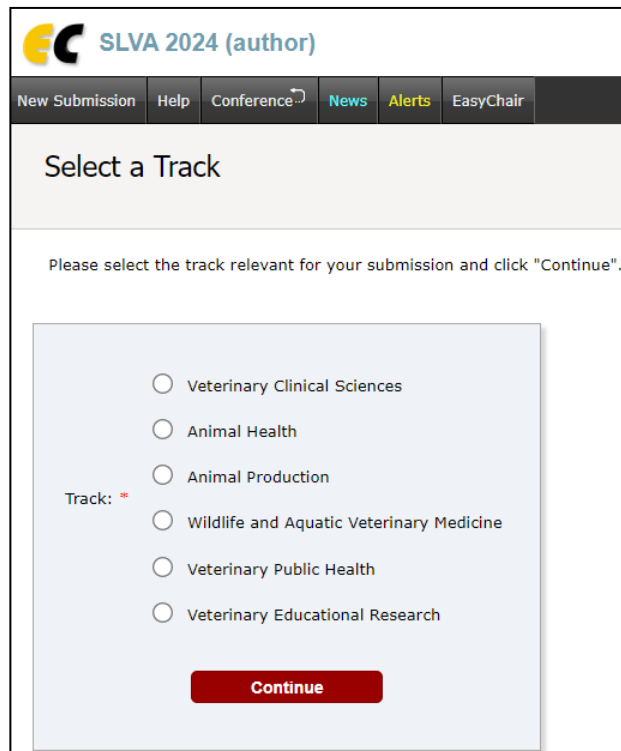 EC SLVA 2024 (author)
New Submission Help Conference News Alerts EasyChair
Select a Track
Please select the track relevant for your submission and click "Continue".
Veterinary Clinical Sciences
Animal Health
Animal Production
Track: *
Wildlife and Aquatic Veterinary Medicine
Veterinary Public Health
Veterinary Educational Research
Continue